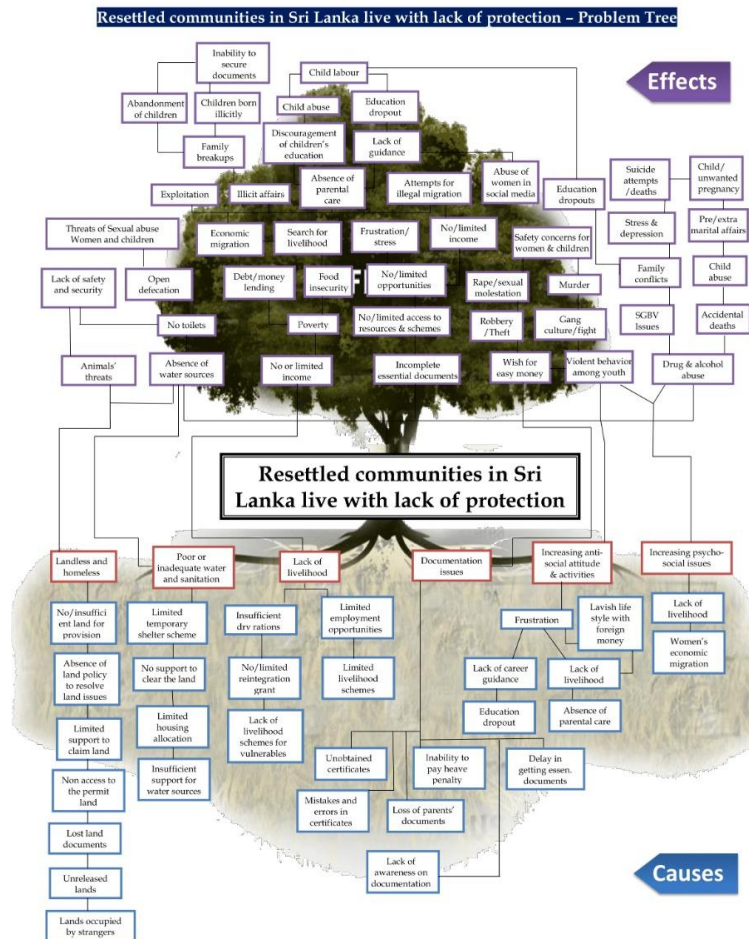 Resettled communities in Sri Lanka live with lack of protection – Problem Tree
Effects
Inability to
secure
documents
Child labour
Abandonment
of children
Children born
illicitly
Child abuse
Education
dropout
Family
breakups
Discouragement
of children's
education
Lack of
guidance
Exploitation
Illicit affairs
Absence of
parental
care
Attempts for
illegal migration
Abuse of
women in
social media
Education
dropouts
Suicide
attempts
/deaths
Child/
unwanted
pregnancy
Threats of Sexual abuse
Women and children
Economic
migration
Search for
livelihood
Frustration/
stress
No/limited
income
Safety concerns for
women & children
Stress &
depression
Pre/extra
marital affairs
Lack of safety
and security
Open
defecation
Debt/money
lending
Food
insecurity
No/limited
opportunities
Rape/sexual
molestation
Murder
Family
conflicts
Child
abuse
No toilets
Poverty
No/limited access to
resources & schemes
Robbery
/Theft
Gang
culture/fight
SGBV
Issues
Accidental
deaths
Animals'
threats
Absence of
water sources
No or limited
income
Incomplete
essential documents
Wish for
easy money
Violent behavior
among youth
Drug & alcohol
abuse
Resettled communities in Sri
Lanka live with lack of protection
Landless and
homeless
Poor or
inadequate water
and sanitation
Lack of
livelihood
Documentation
issues
Increasing anti-
social attitude
& activities
Increasing psycho-
social issues
No/insuffici
ent land for
provision
Limited
temporary
shelter scheme
Insufficient
drv rations
Limited
employment
opportunities
Frustration
Lavish life
style with
foreign
money
Lack of
livelihood
Absence of
land policy
to resolve
land issues
No support to
clear the land
No/limited
reintegration
grant
Limited
livelihood
schemes
Lack of career
guidance
Lack of
livelihood
Women's
economic
migration
Limited
support to
claim land
Limited
housing
allocation
Lack of
livelihood
schemes for
vulnerables
Education
dropout
Absence of
parental care
Non access to
the permit
land
Insufficient
support for
water sources
Unobtained
certificates
Inability to
pay heave
penalty
Delay in
getting essen.
documents
Lost land
documents
Mistakes and
errors in
certificates
Loss of parents'
documents
Unreleased
lands
Lack of
awareness on
documentation
Causes
Lands occupied
by strangers